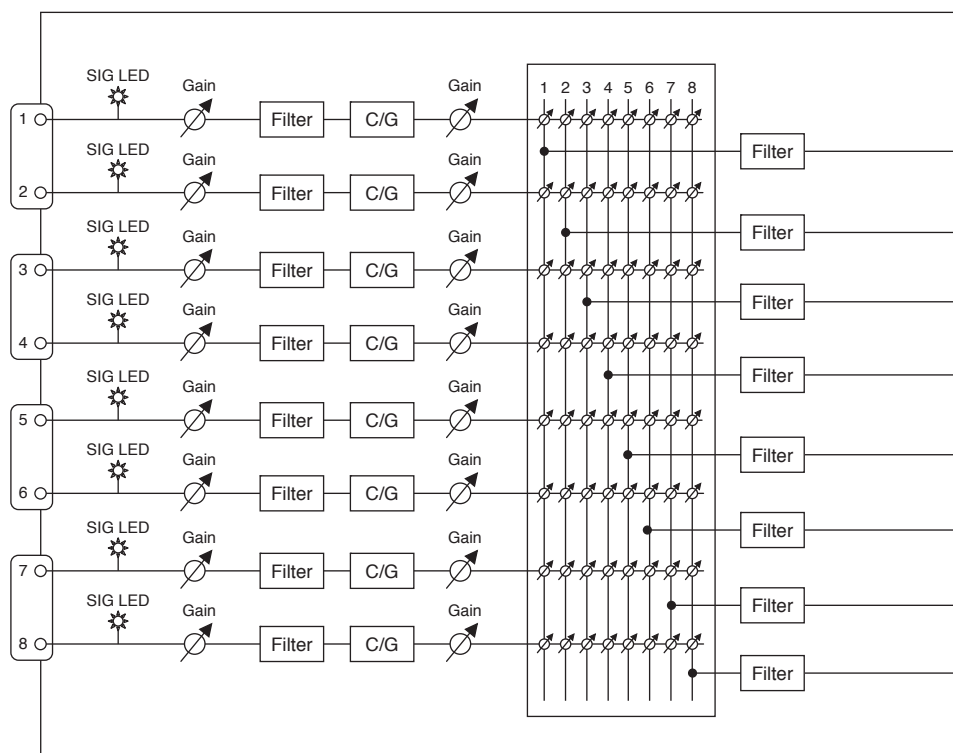 1 2 3 4 5 6 7 8
SIG LED
Gain
Gain
1
Filter
C/G
Filter
SIG LED
Gain
Gain
2
Filter
C/G
Filter
SIG LED
Gain
Gain
3
Filter
C/G
Filter
SIG LED
Gain
Gain
4
Filter
C/G
Filter
SIG LED
Gain
Gain
5
Filter
C/G
Filter
SIG LED
Gain
Gain
6
Filter
C/G
Filter
SIG LED
Gain
Gain
7
Filter
C/G
Filter
SIG LED
Gain
Gain
8
Filter
C/G
Filter